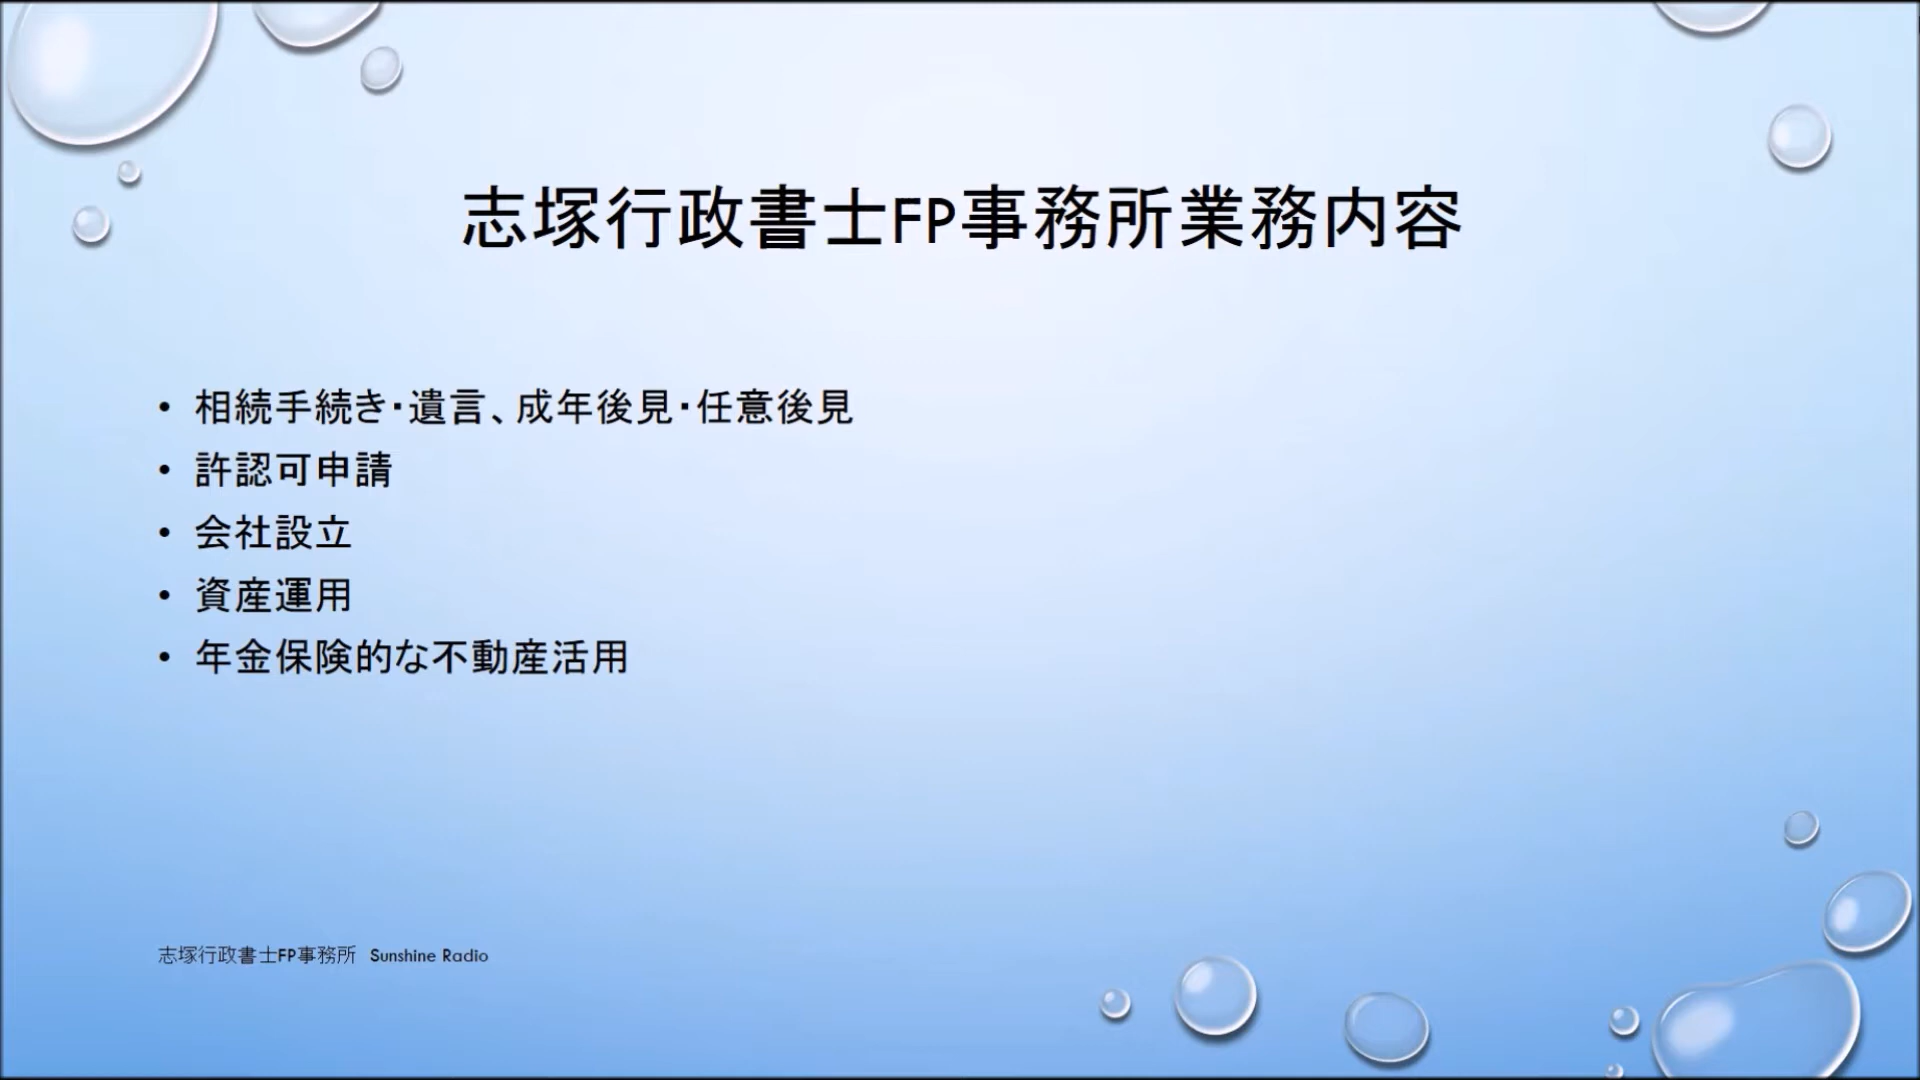 志塚行政書士FP事務所業務内容
• 相続手続き・遺言、成年後見・任意後見
• 許認可申請
• 会社設立
• 資産運用
• 年金保険的な不動産活用
志塚行政書士FP事務所 Sunshine Radio